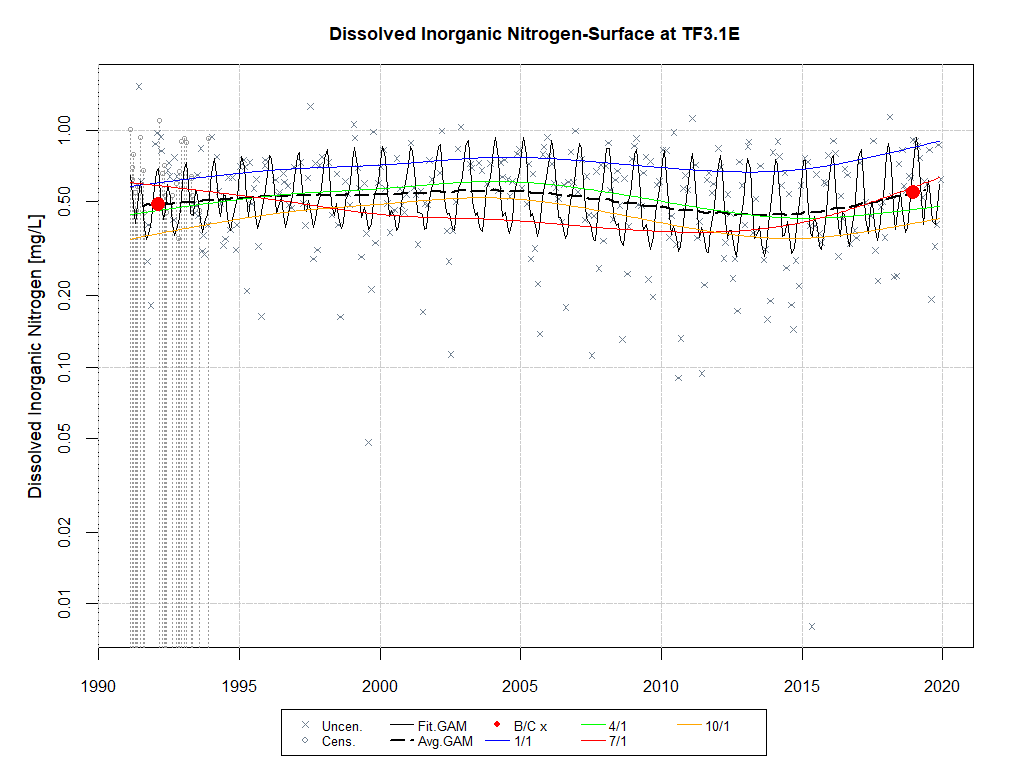 Dissolved Inorganic Nitrogen-Surface at TF3.1E
Dissolved Inorganic Nitrogen [mg/L]
1.00
0.50
0.20
0.10
0.05
0.02
0.01
1990 1995 2000 2005 2010 2015 2020
Uncen. Fit.GAM B/C x 4/1 10/1
Cens. Avg.GAM 1/1 7/1